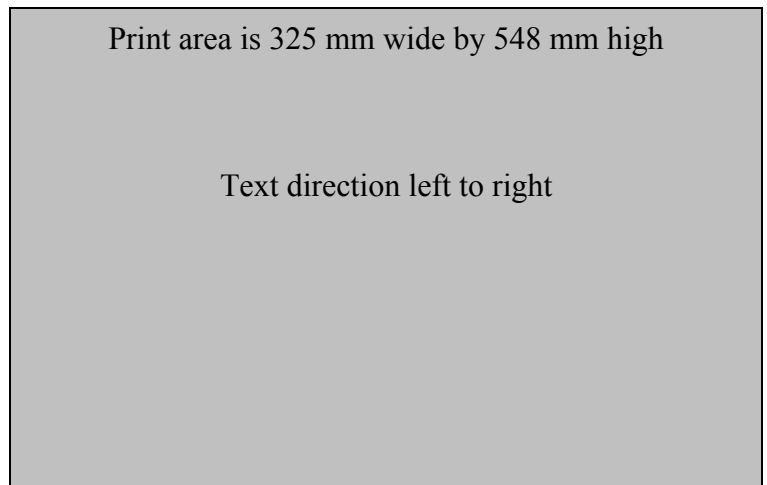 Print area is 325 mm wide by 548 mm high
Text direction left to right